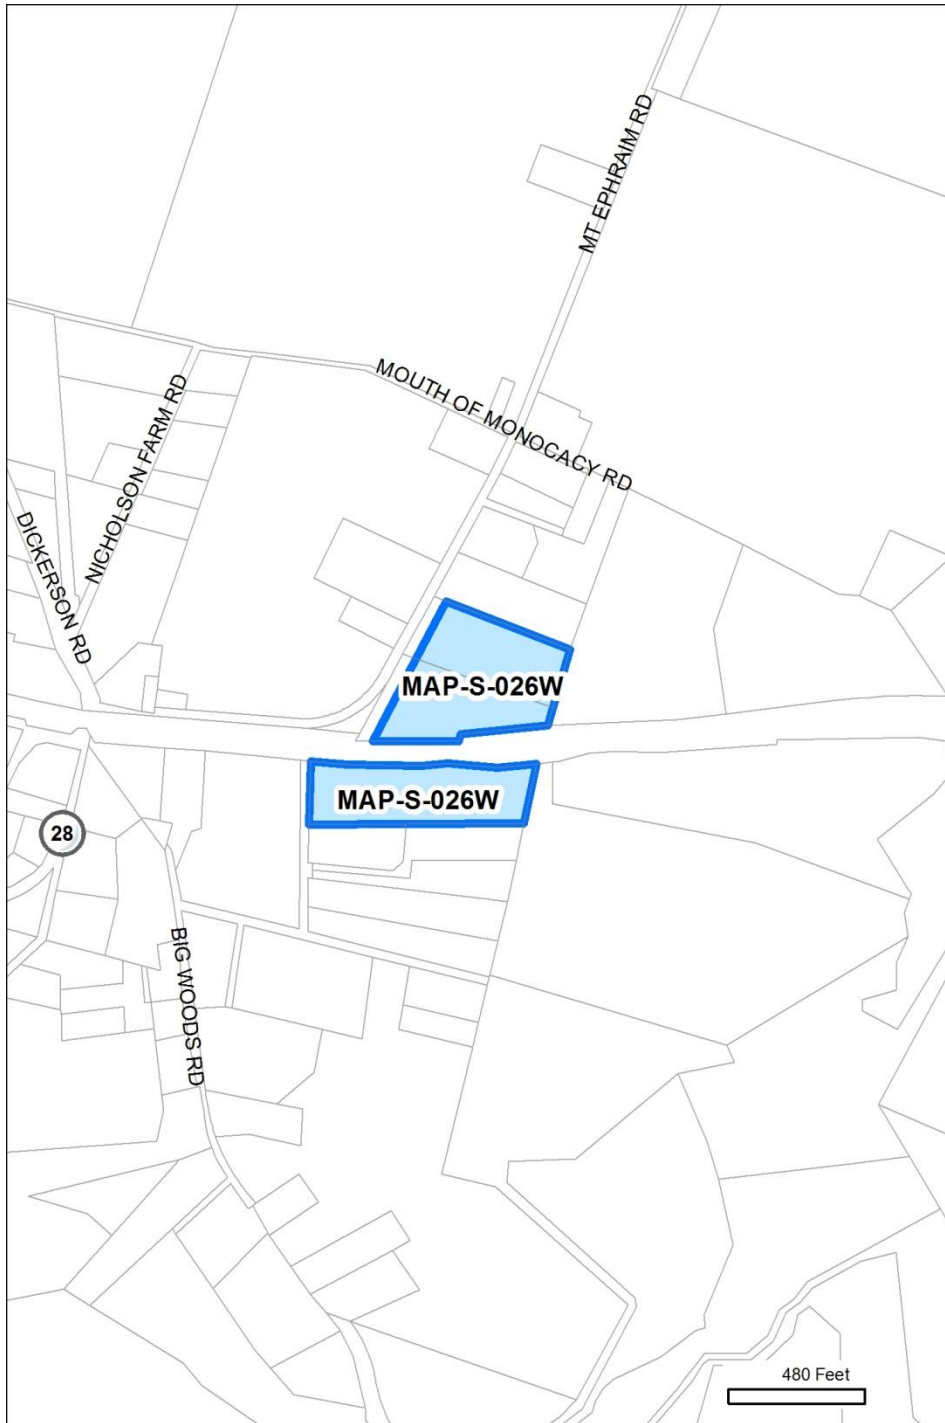 MT EPHRAIM RD
MOUTH OF MONOCACY RD
NICHOLSON FARM RD
DICKERSON RD
MAP-S-026W
MAP-S-026W
28
BIG WOODS RD
480 Feet